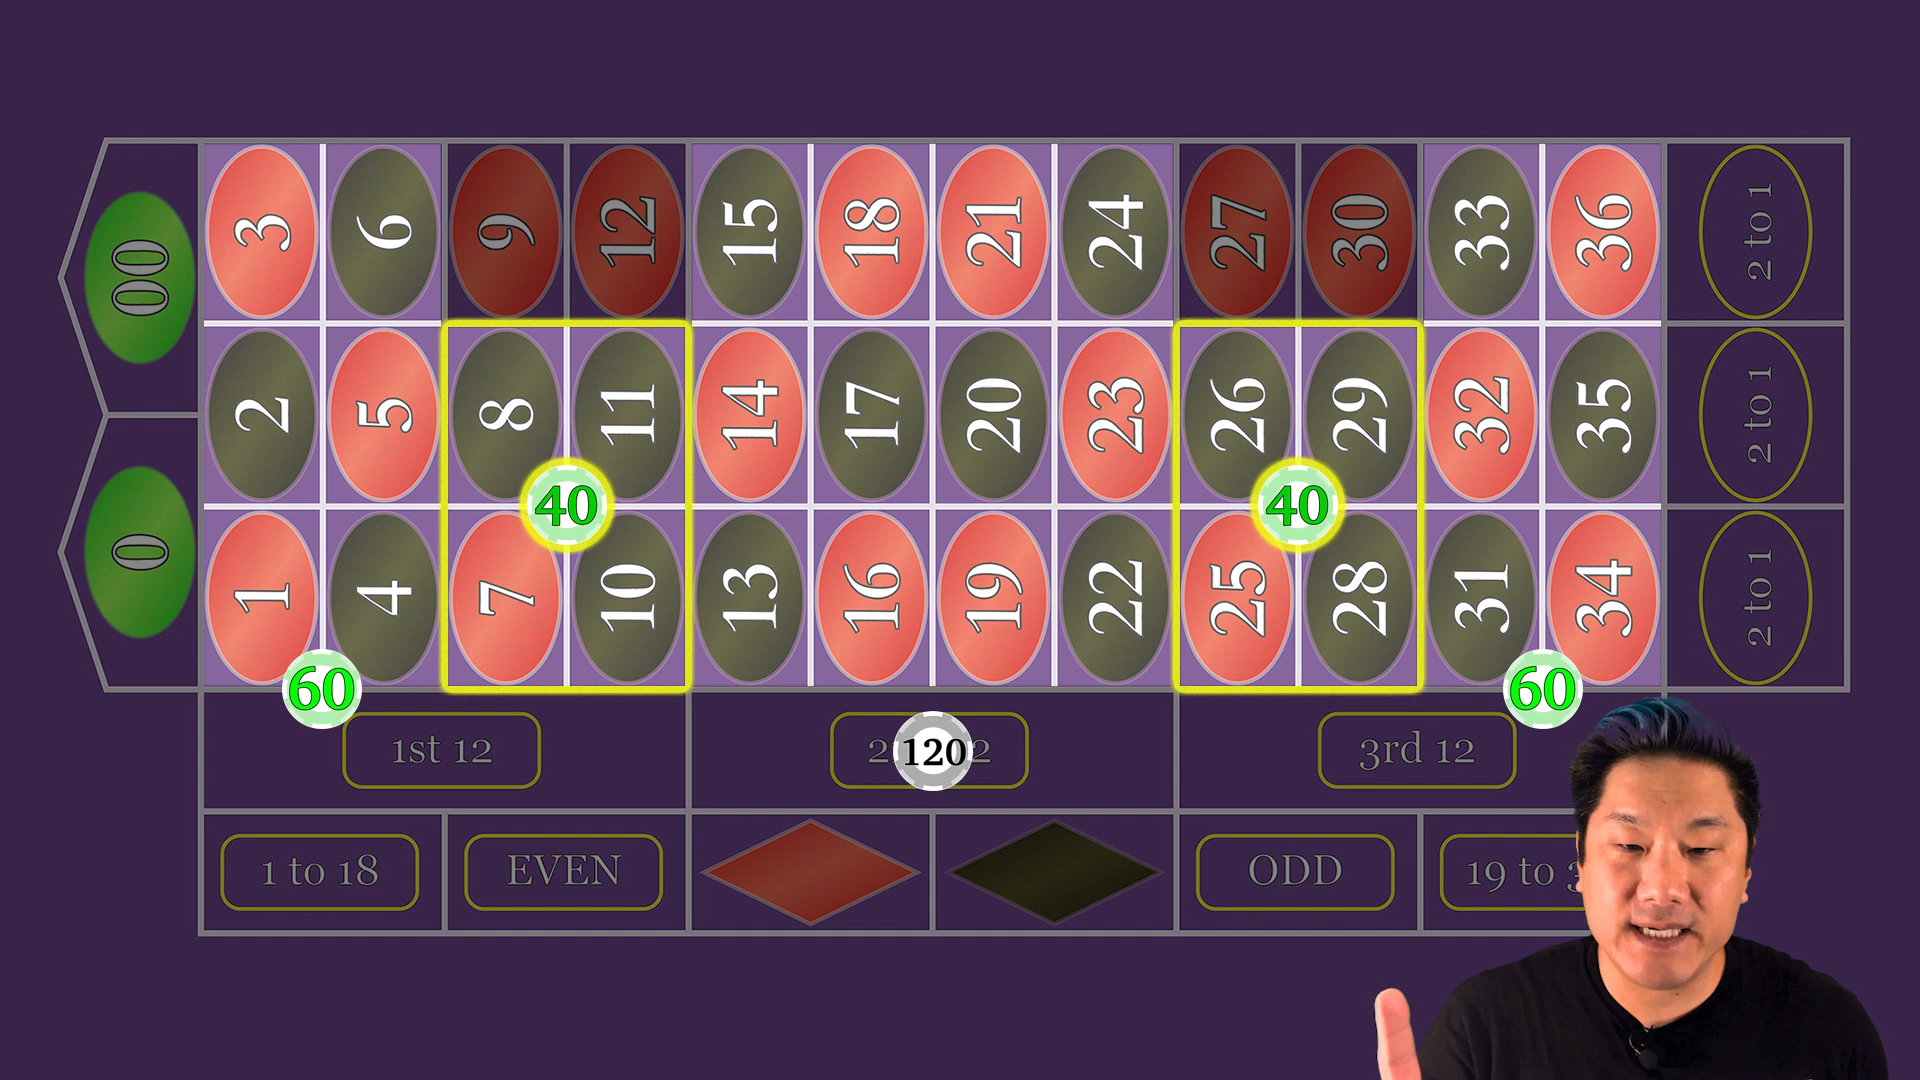 00
3 6 9 12 15 18 21 24 27 30 33 36 2 to 1
2 5 8 11 14 17 20 23 26 29 32 35 2 to 1
0
40 40
1 4 7 10 13 16 19 22 25 28 31 34 2 to 1
60 60
1st 12 120 3rd 12
1 to 18 EVEN ODD 19 to